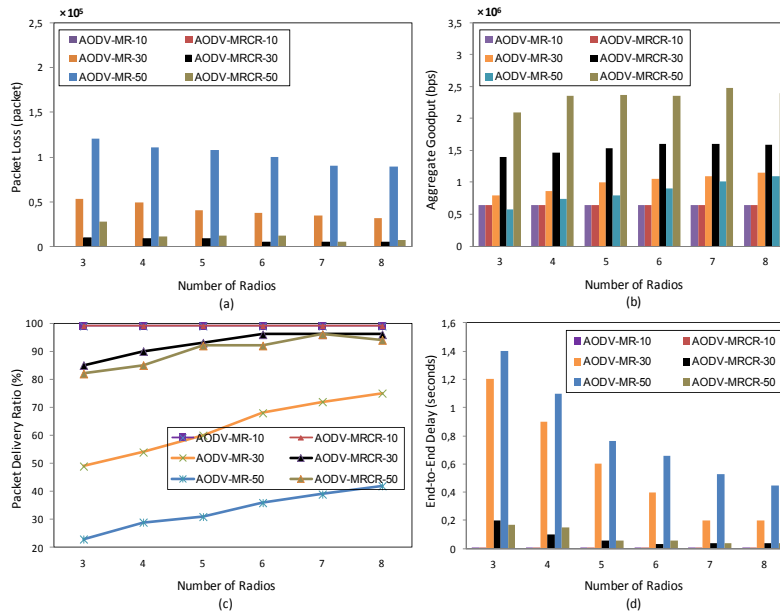 ×10⁵
2,5
2
1,5
1
0,5
0
AODV-MR-10
AODV-MRCR-10
AODV-MR-30
AODV-MRCR-30
AODV-MR-50
AODV-MRCR-50
Packet Loss (packet)
3 4 5 6 7 8
Number of Radios
(a)
×10⁶
3,5
3
2,5
2
1,5
1
0,5
0
AODV-MR-10
AODV-MRCR-10
AODV-MR-30
AODV-MRCR-30
AODV-MR-50
AODV-MRCR-50
Aggregate Goodput (bps)
3 4 5 6 7 8
Number of Radios
(b)
100
90
80
70
60
50
40
30
20
Packet Delivery Ratio (%)
AODV-MR-10
AODV-MRCR-10
AODV-MR-30
AODV-MRCR-30
AODV-MR-50
AODV-MRCR-50
3 4 5 6 7 8
Number of Radios
(c)
1,6
1,4
1,2
1
0,8
0,6
0,4
0,2
0
End-to-End Delay (seconds)
AODV-MR-10
AODV-MRCR-10
AODV-MR-30
AODV-MRCR-30
AODV-MR-50
AODV-MRCR-50
3 4 5 6 7 8
Number of Radios
(d)